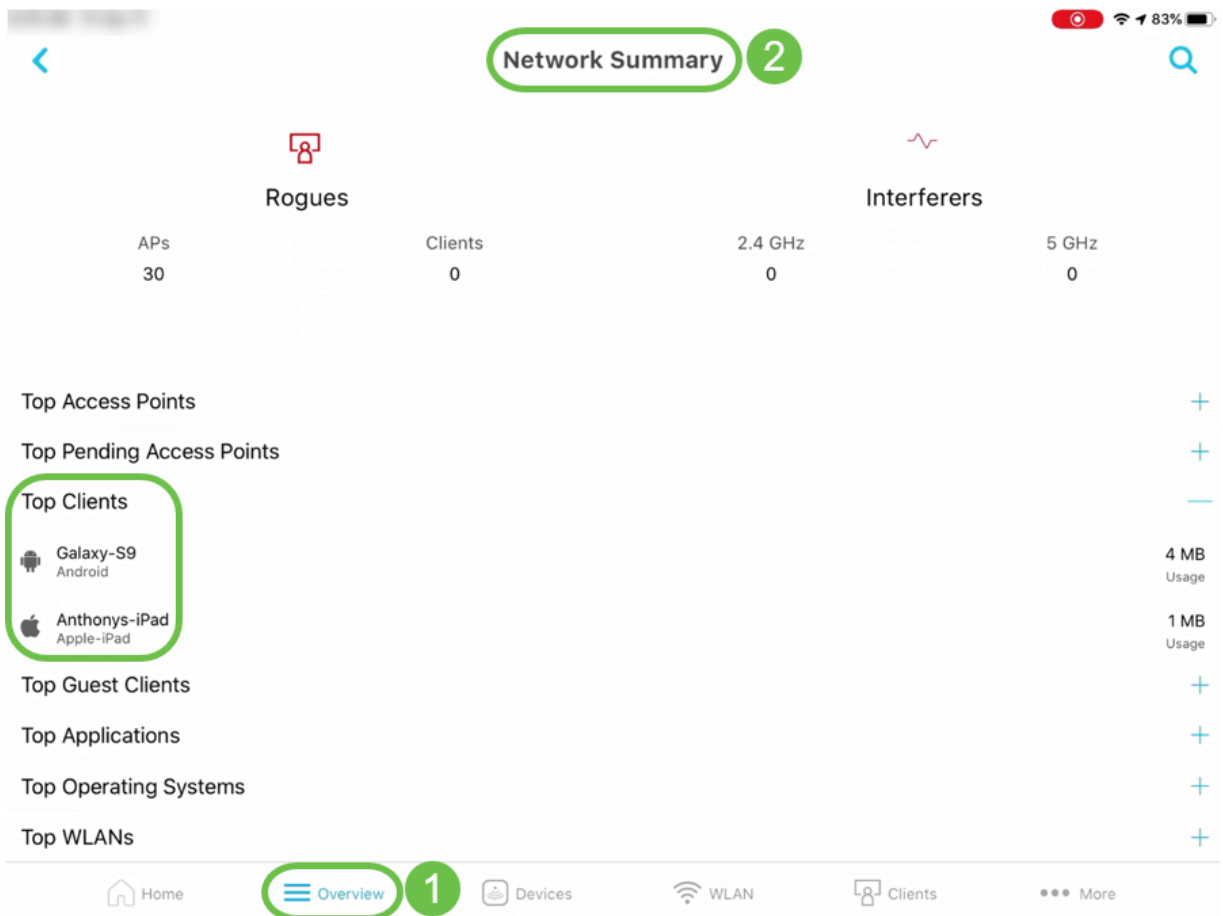 83%
Network Summary 2
Rogues Interferers
APs Clients 2.4 GHz 5 GHz
30 0 0 0
Top Access Points
Top Pending Access Points
Top Clients
Galaxy-S9 4 MB
Android Usage
Anthonys-iPad 1 MB
Apple-iPad Usage
Top Guest Clients
Top Applications
Top Operating Systems
Top WLANs
Home Overview 1 Devices WLAN Clients More